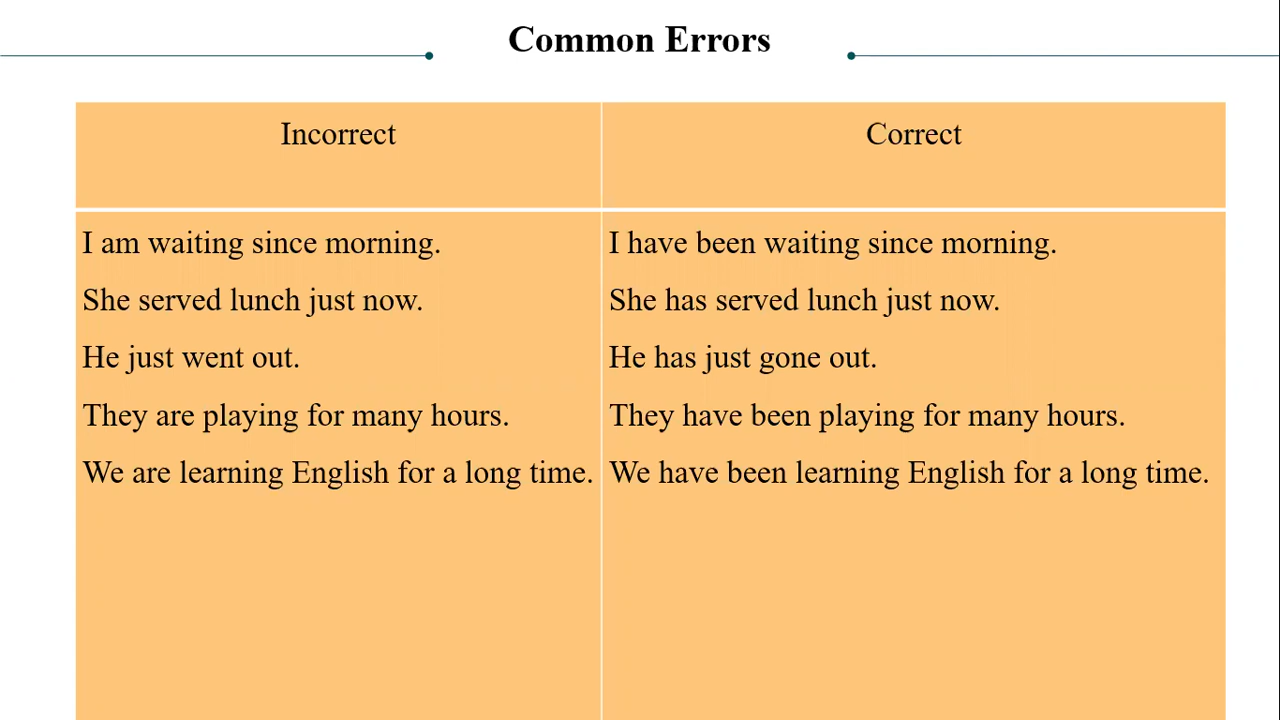 Common Errors
Incorrect
Correct
I am waiting since morning.
I have been waiting since morning.
She served lunch just now.
She has served lunch just now.
He just went out.
He has just gone out.
They are playing for many hours.
They have been playing for many hours.
We are learning English for a long time.
We have been learning English for a long time.